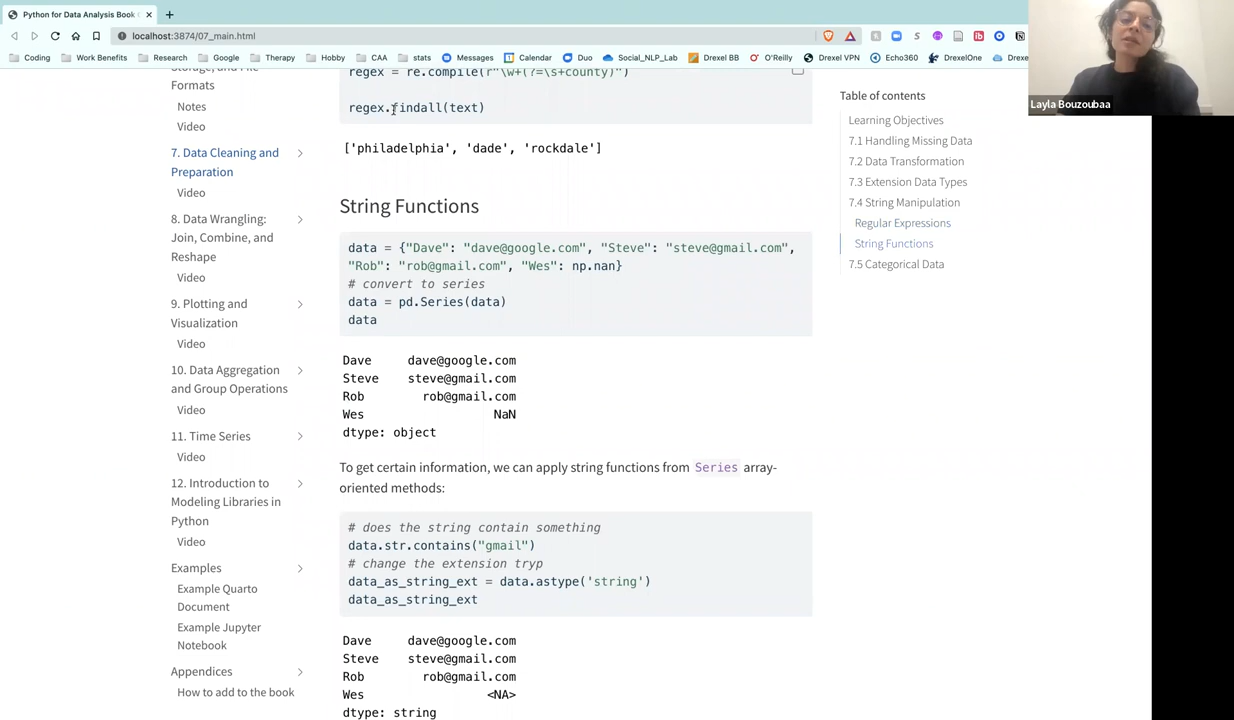 Python for Data Analysis Book
localhost:3874/07_main.html
Coding Work Benefits Research Google Therapy Hobby CAA stats Messages Calendar Duo Social_NLP_Lab Drexel BB O'Reilly Drexel VPN Echo360 DrexelOne Drexe
Layla Bouzoubaa
Storage, and File
Formats
Notes
Video
7. Data Cleaning and
Preparation
Video
8. Data Wrangling:
Join, Combine, and
Reshape
Video
9. Plotting and
Visualization
Video
10. Data Aggregation
and Group Operations
Video
11. Time Series
Video
12. Introduction to
Modeling Libraries in
Python
Video
Examples
Example Quarto
Document
Example Jupyter
Notebook
Appendices
How to add to the book
regex = re.compile(r"\w+(?=\s+county)")
regex.findall(text)
['philadelphia', 'dade', 'rockdale']
String Functions
data = {"Dave": "dave@google.com", "Steve": "steve@gmail.com",
"Rob": "rob@gmail.com", "Wes": np.nan}
# convert to series
data = pd.Series(data)
data
Dave dave@google.com
Steve steve@gmail.com
Rob rob@gmail.com
Wes NaN
dtype: object
To get certain information, we can apply string functions from Series array-
oriented methods:
# does the string contain something
data.str.contains("gmail")
# change the extension tryp
data_as_string_ext = data.astype('string')
data_as_string_ext
Dave dave@google.com
Steve steve@gmail.com
Rob rob@gmail.com
Wes <NA>
dtype: string
Table of contents
Learning Objectives
7.1 Handling Missing Data
7.2 Data Transformation
7.3 Extension Data Types
7.4 String Manipulation
Regular Expressions
String Functions
7.5 Categorical Data